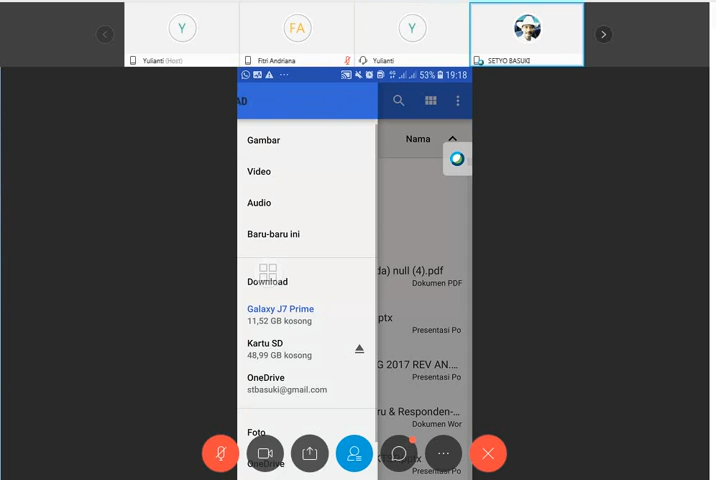 Y
FA
Y
Yulianti (Host)
Fitri Andriana
Yulianti
SETYO BASUKI
53% 19:18
AD
Gambar
Nama
Video
Audio
Baru-baru ini
Download
da) null (4).pdf
Dokumen PDF
Galaxy J7 Prime
11,52 GB kosong
ptx
Presentasi Po
Kartu SD
48,99 GB kosong
G 2017 REV AN....
Presentasi Po
OneDrive
stbasuki@gmail.com
ru & Responden-...
Dokumen Wor
Foto
OneDrive
Presentasi Po